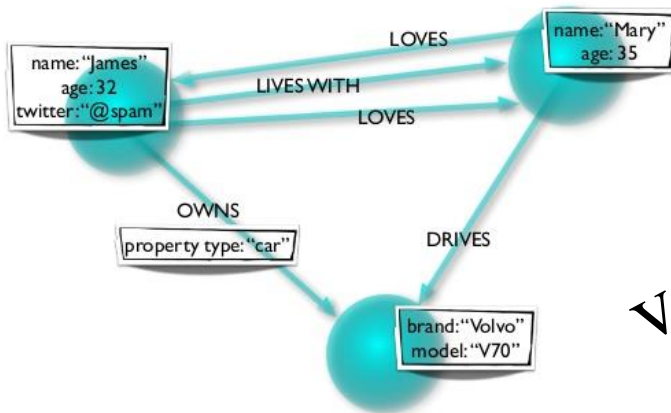 LOVES
name: "Mary"
age: 35
name: "James"
age: 32
twitter: "@spam"
LIVES WITH
LOVES
OWNS
property type: "car"
DRIVES
brand: "Volvo"
model: "V70"
V